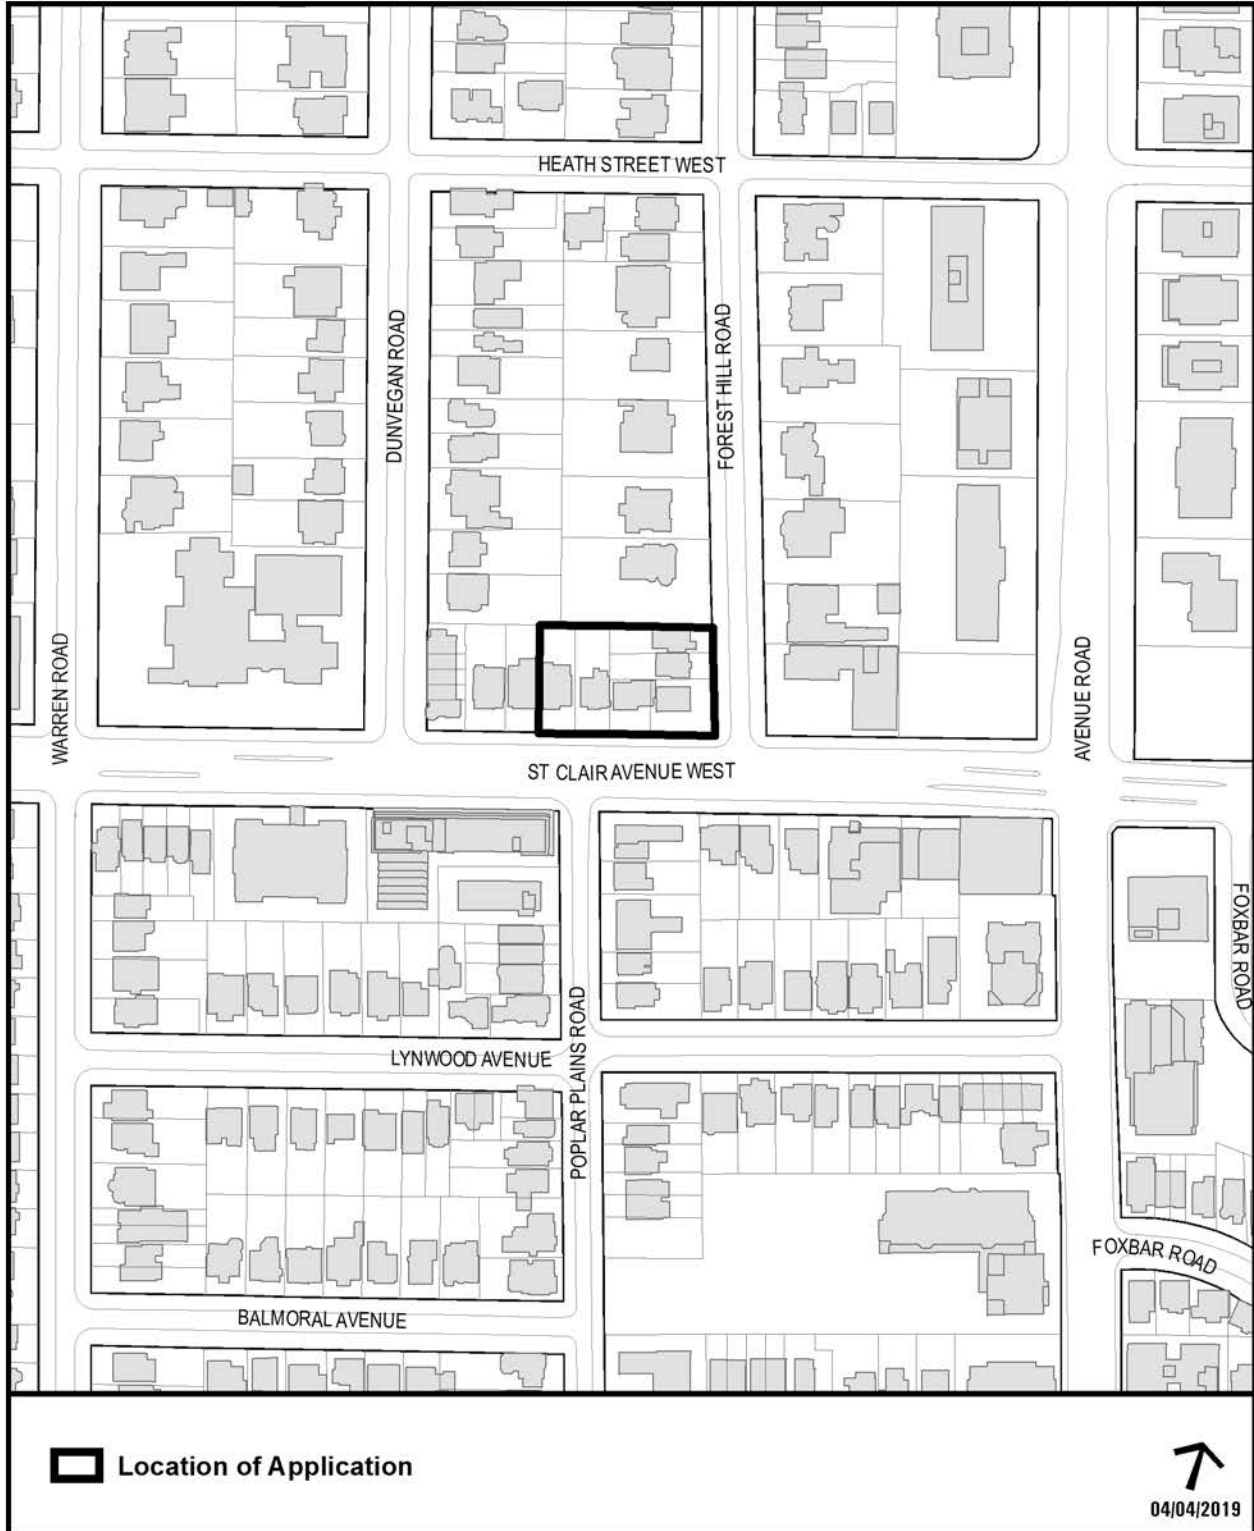 HEATH STREET WEST
DUNVEGAN ROAD
FOREST HILL ROAD
WARREN ROAD
AVENUE ROAD
ST CLAIR AVENUE WEST
FOXBAR ROAD
POPLAR PLAINS ROAD
LYNWOOD AVENUE
FOXBAR ROAD
BALMORAL AVENUE
Location of Application
04/04/2019